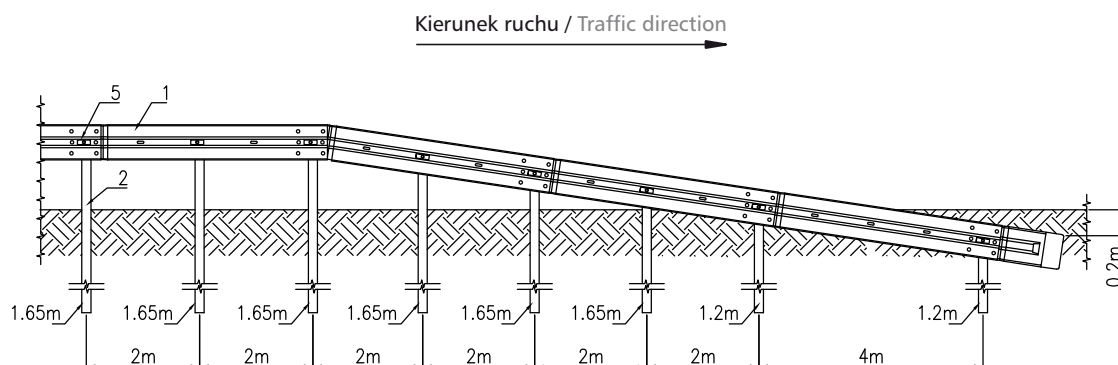 Kierunek ruchu / Traffic direction
5 1
2
0.2m
1.65m 1.65m 1.65m 1.65m 1.65m 1.65m 1.2m 1.2m
2m 2m 2m 2m 2m 2m 4m